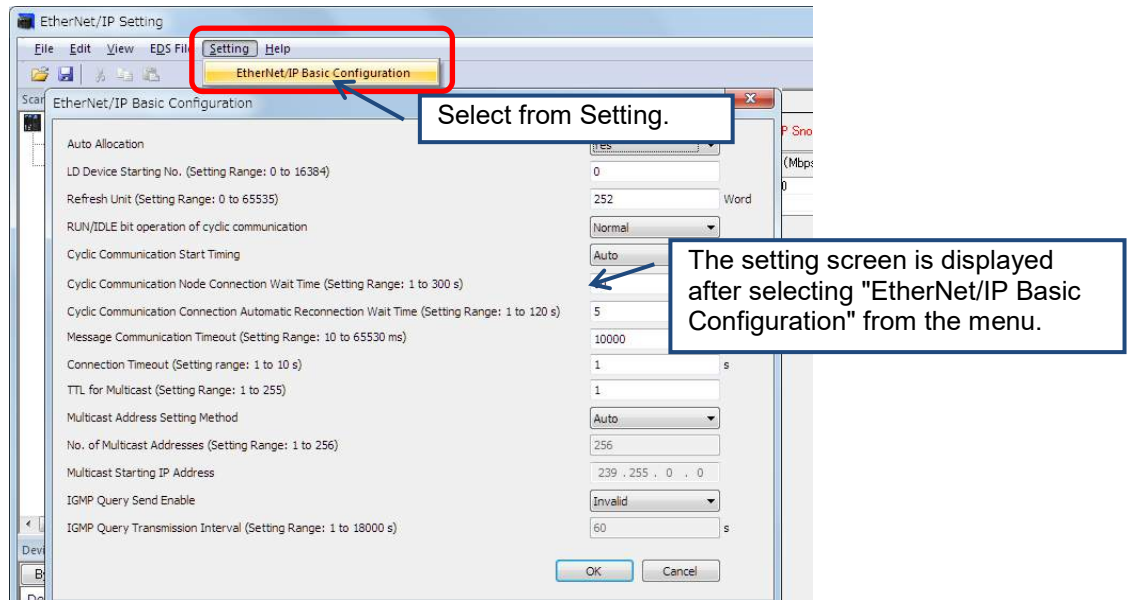 EtherNet/IP Setting
File Edit View EDS Fil Setting Help
EtherNet/IP Basic Configuration
Select from Setting.
Scar
EtherNet/IP Basic Configuration
P Sno
(Mbps
0
Auto Allocation
LD Device Starting No. (Setting Range: 0 to 16384) 0
Refresh Unit (Setting Range: 0 to 65535) 252 Word
RUN/IDLE bit operation of cyclic communication Normal
Cyclic Communication Start Timing Auto
Cyclic Communication Node Connection Wait Time (Setting Range: 1 to 300 s)
Cyclic Communication Connection Automatic Reconnection Wait Time (Setting Range: 1 to 120 s) 5
Message Communication Timeout (Setting Range: 10 to 65530 ms) 10000
Connection Timeout (Setting range: 1 to 10 s) 1 s
TTL for Multicast (Setting Range: 1 to 255) 1
Multicast Address Setting Method Auto
No. of Multicast Addresses (Setting Range: 1 to 256) 256
Multicast Starting IP Address 239 . 255 . 0 . 0
IGMP Query Send Enable Invalid
IGMP Query Transmission Interval (Setting Range: 1 to 18000 s) 60 s
OK Cancel
The setting screen is displayed
after selecting "EtherNet/IP Basic
Configuration" from the menu.
Devi